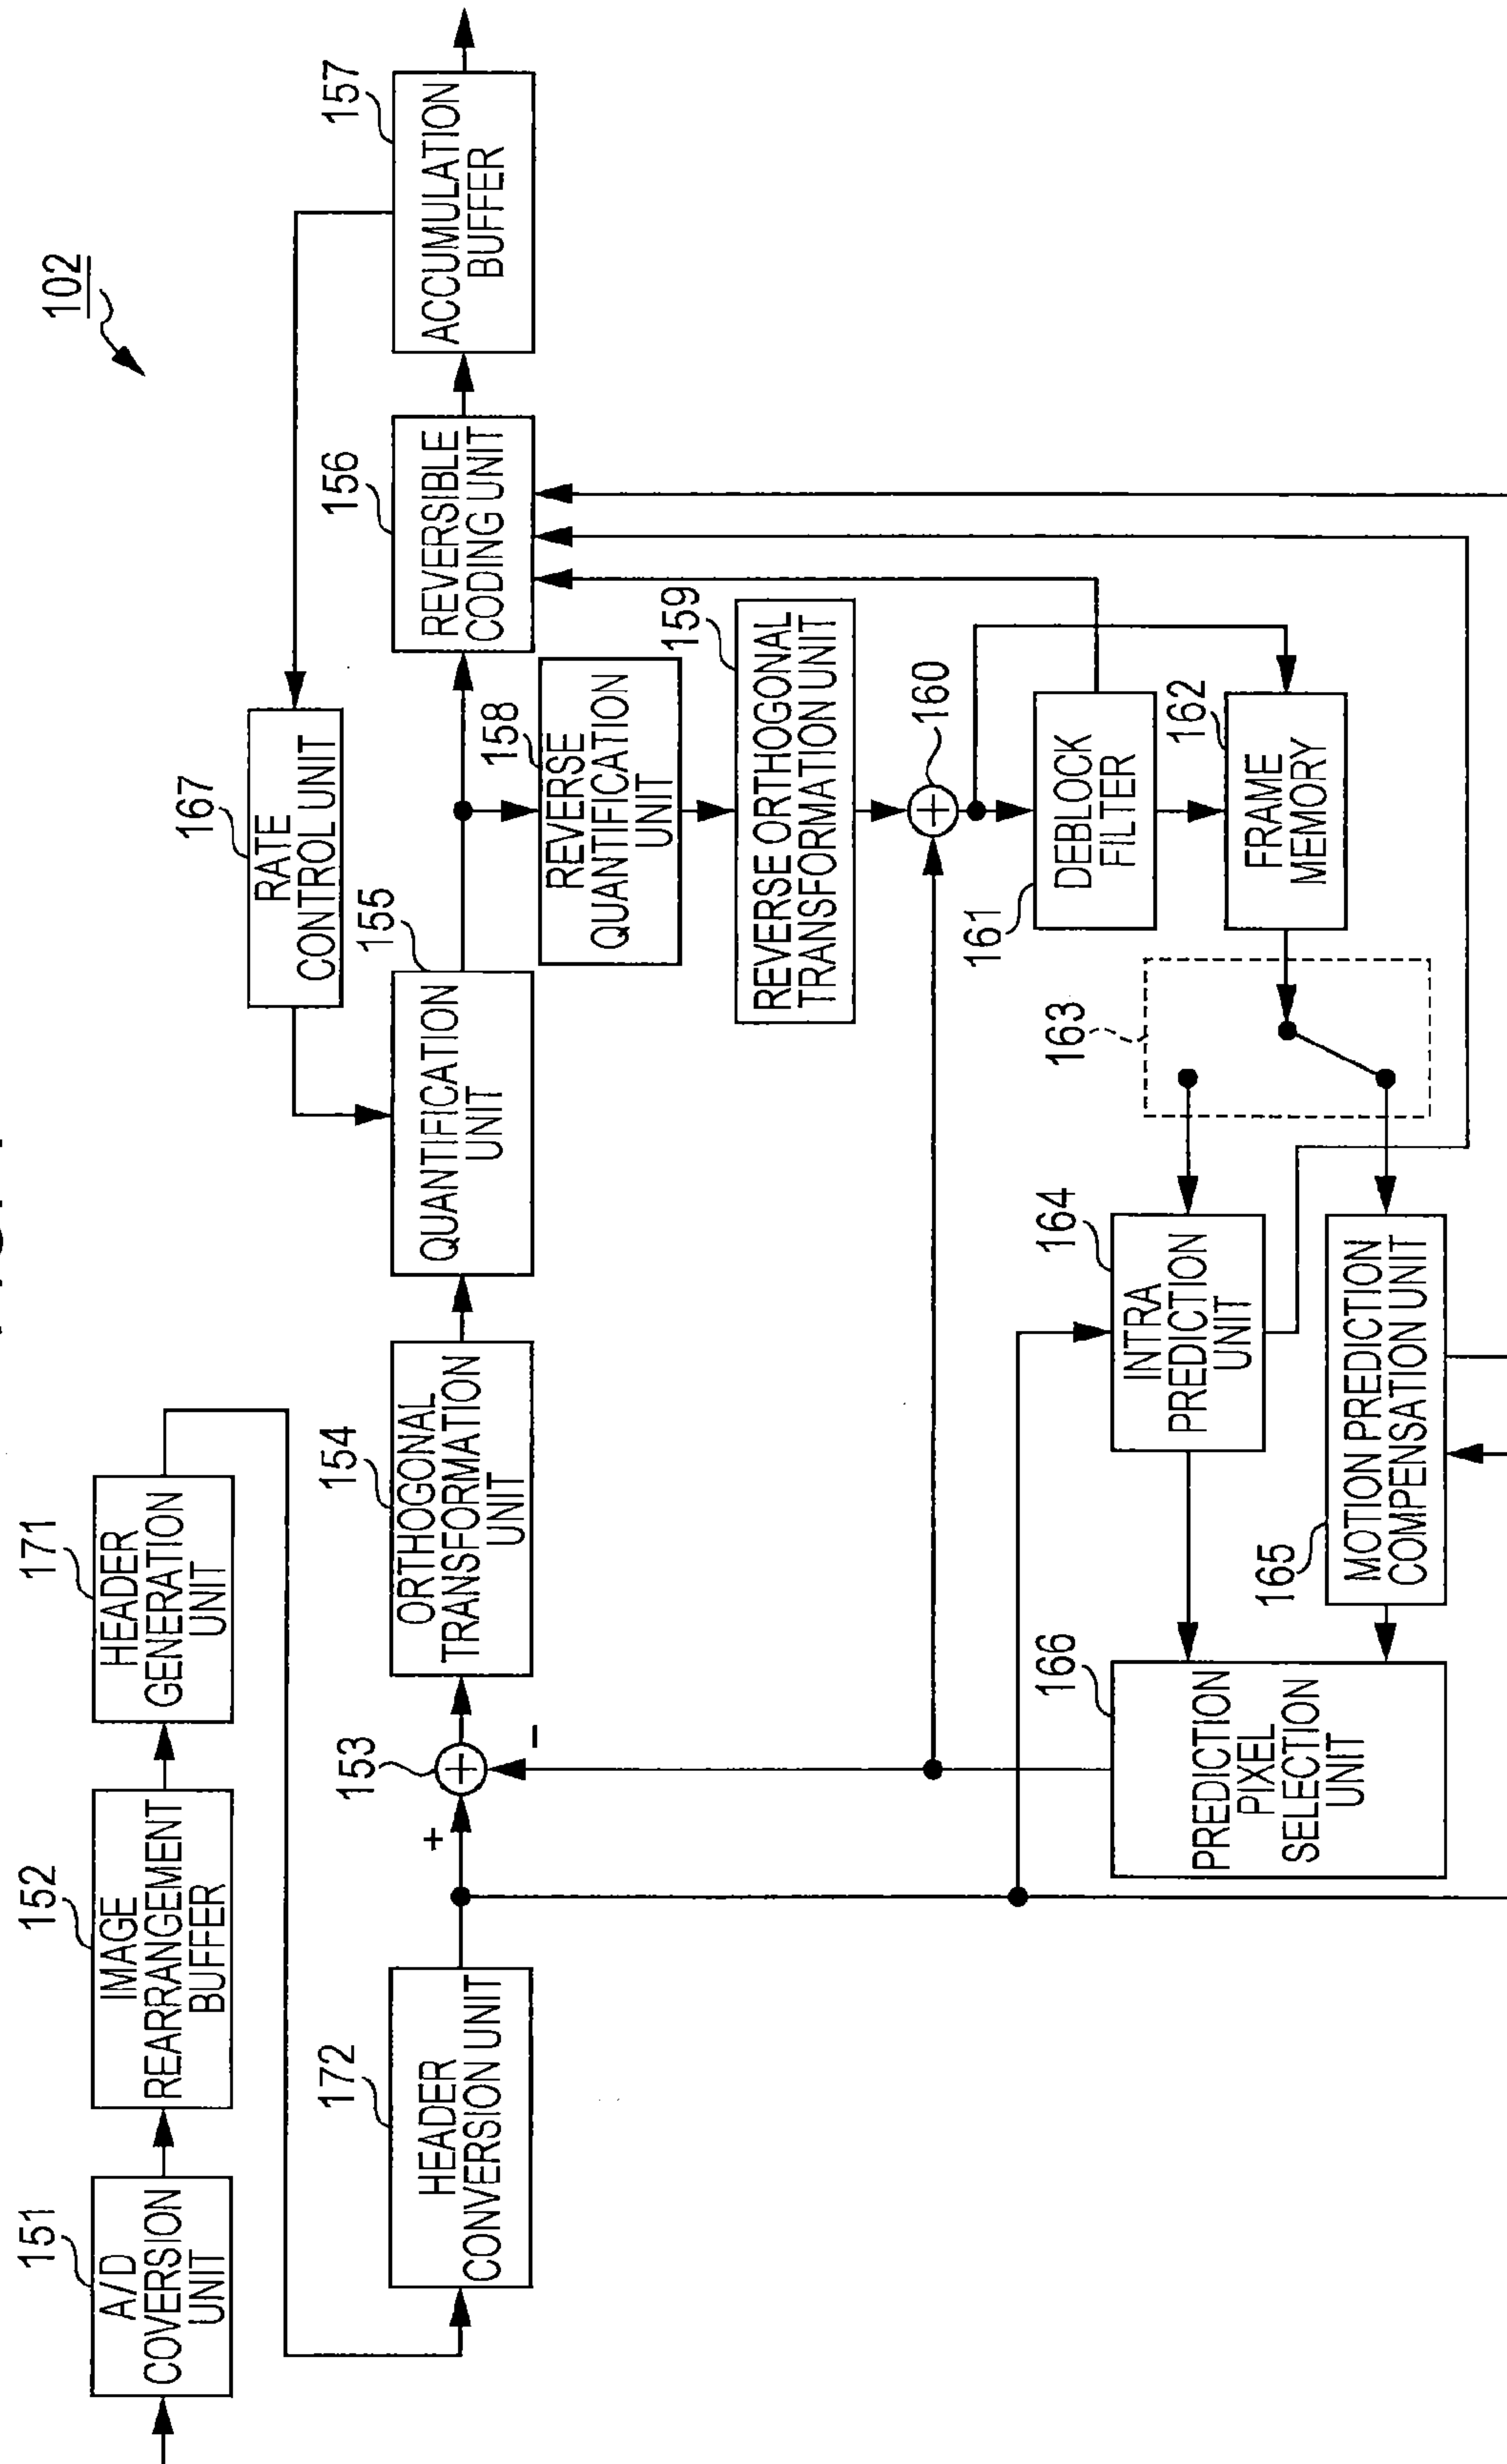 102
151
A/D
COVERSION
UNIT
152
IMAGE
REARRANGEMENT
BUFFER
171
HEADER
GENERATION
UNIT
167
RATE
CONTROL UNIT
172
HEADER
CONVERSION UNIT
+
153
−
154
ORTHOGONAL
TRANSFORMATION
UNIT
155
QUANTIFICATION
UNIT
156
REVERSIBLE
CODING UNIT
157
ACCUMULATION
BUFFER
158
REVERSE
QUANTIFICATION
UNIT
159
REVERSE ORTHOGONAL
TRANSFORMATION UNIT
160
161
DEBLOCK
FILTER
162
FRAME
MEMORY
163
164
INTRA
PREDICTION
UNIT
165
MOTION PREDICTION
COMPENSATION UNIT
166
PREDICTION
PIXEL
SELECTION
UNIT